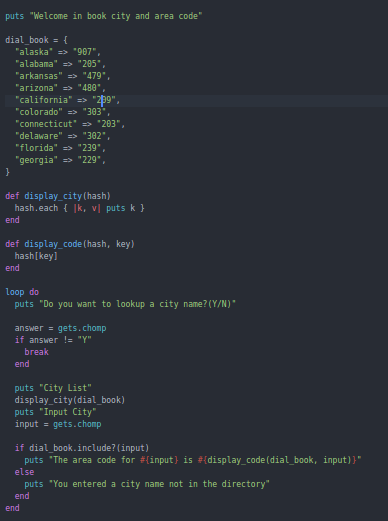 puts "Welcome in book city and area code"
dial_book = {
"alaska" => "907",
"alabama" => "205",
"arkansas" => "479",
"arizona" => "480",
"california" => "209",
"colorado" => "303",
"connecticut" => "203",
"delaware" => "302",
"florida" => "239",
"georgia" => "229",
}
def display_city(hash)
hash.each { |k, v| puts k }
end
def display_code(hash, key)
hash[key]
end
loop do
puts "Do you want to lookup a city name?(Y/N)"
answer = gets.chomp
if answer != "Y"
break
end
puts "City List"
display_city(dial_book)
puts "Input City"
input = gets.chomp
if dial_book.include?(input)
puts "The area code for #{input} is #{display_code(dial_book, input)}"
else
puts "You entered a city name not in the directory"
end
end